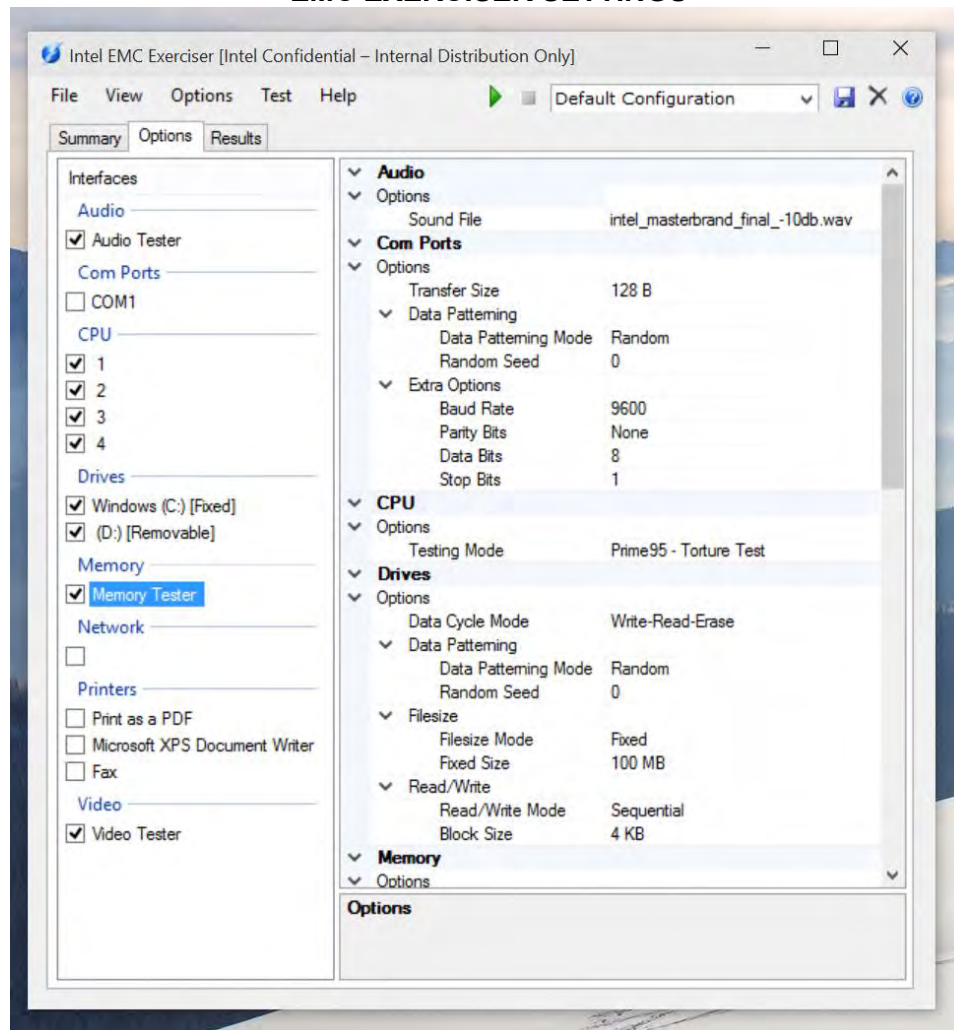 EMC EXERCISER SETTINGS
Intel EMC Exerciser [Intel Confidential – Internal Distribution Only]
File View Options Test Help
Default Configuration
Summary Options Results
Interfaces
Audio
Audio Tester
Com Ports
COM1
CPU
1
2
3
4
Drives
Windows (C:) [Fixed]
(D:) [Removable]
Memory
Memory Tester
Network
Printers
Print as a PDF
Microsoft XPS Document Writer
Fax
Video
Video Tester
Audio
Options
Sound File intel_masterbrand_final_-10db.wav
Com Ports
Options
Transfer Size 128 B
Data Patterning
Data Patterning Mode Random
Random Seed 0
Extra Options
Baud Rate 9600
Parity Bits None
Data Bits 8
Stop Bits 1
CPU
Options
Testing Mode Prime95 - Torture Test
Drives
Options
Data Cycle Mode Write-Read-Erase
Data Patterning
Data Patterning Mode Random
Random Seed 0
Filesize
Filesize Mode Fixed
Fixed Size 100 MB
Read/Write
Read/Write Mode Sequential
Block Size 4 KB
Memory
Options
Options